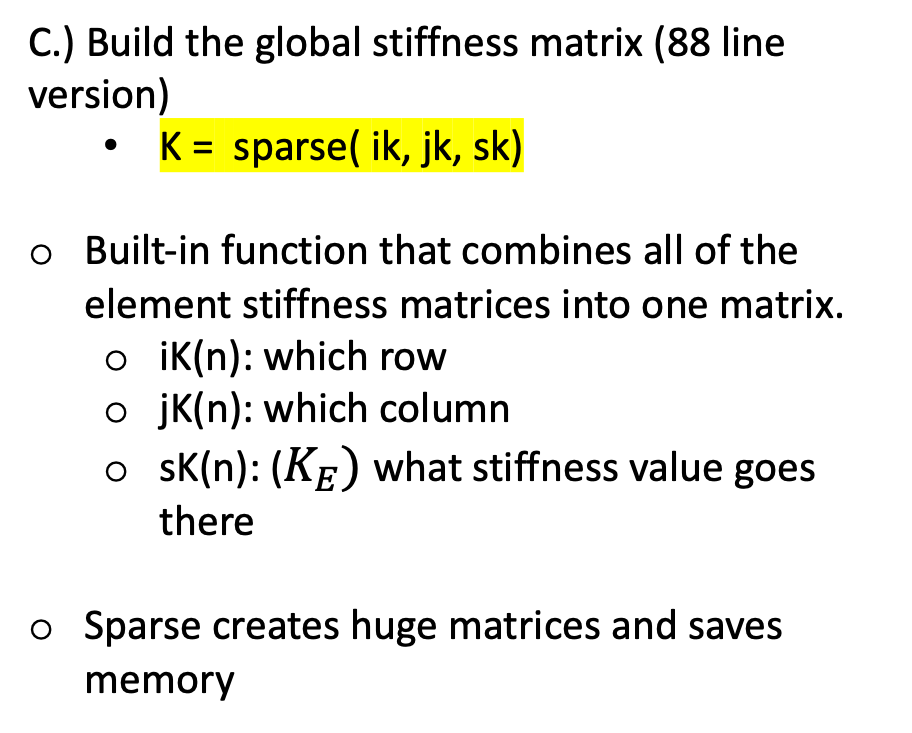 C.) Build the global stiffness matrix (88 line
version)
• K = sparse( ik, jk, sk)
o Built-in function that combines all of the
element stiffness matrices into one matrix.
o iK(n): which row
o jK(n): which column
o sK(n): (K_E) what stiffness value goes
there
o Sparse creates huge matrices and saves
memory